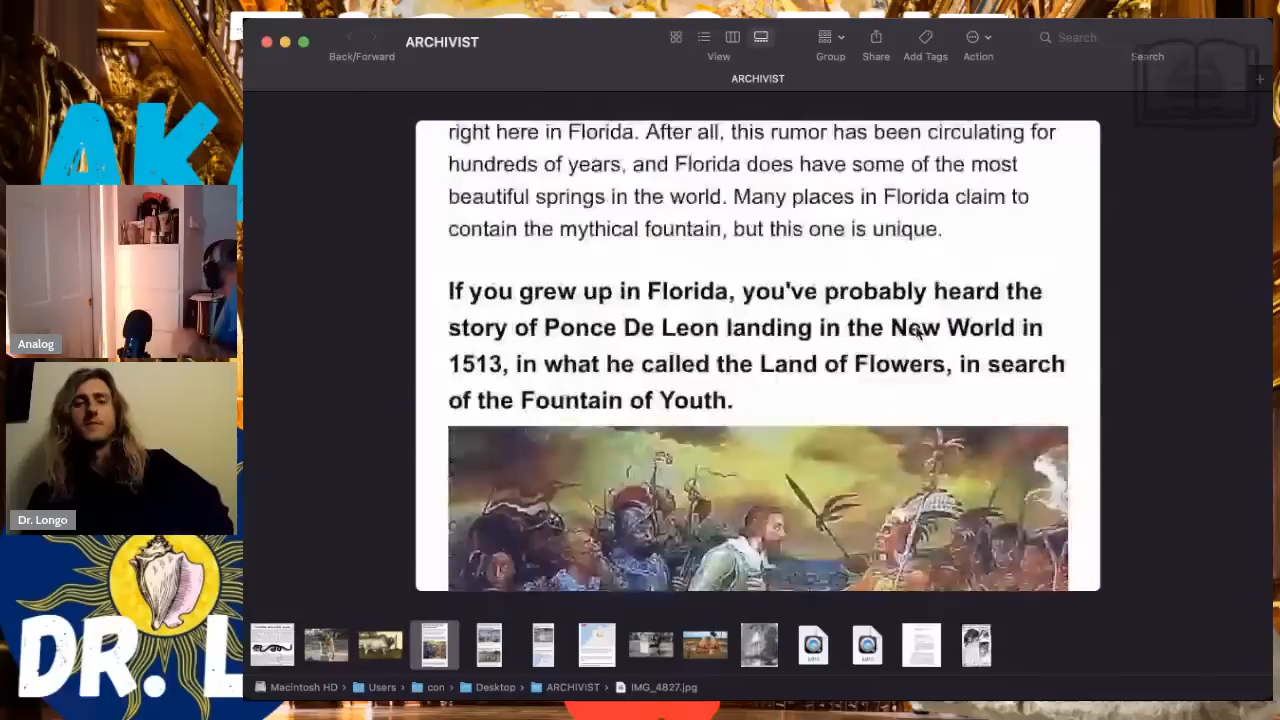 ARCHIVIST
Back/Forward
View
Group
Share
Add Tags
Action
Search
Search
ARCHIVIST
AKA
right here in Florida. After all, this rumor has been circulating for
hundreds of years, and Florida does have some of the most
beautiful springs in the world. Many places in Florida claim to
contain the mythical fountain, but this one is unique.
If you grew up in Florida, you've probably heard the
story of Ponce De Leon landing in the New World in
1513, in what he called the Land of Flowers, in search
of the Fountain of Youth.
Analog
Dr. Longo
DR. L
MP3
MP3
Macintosh HD
Users
con
Desktop
ARCHIVIST
IMG_4827.jpg